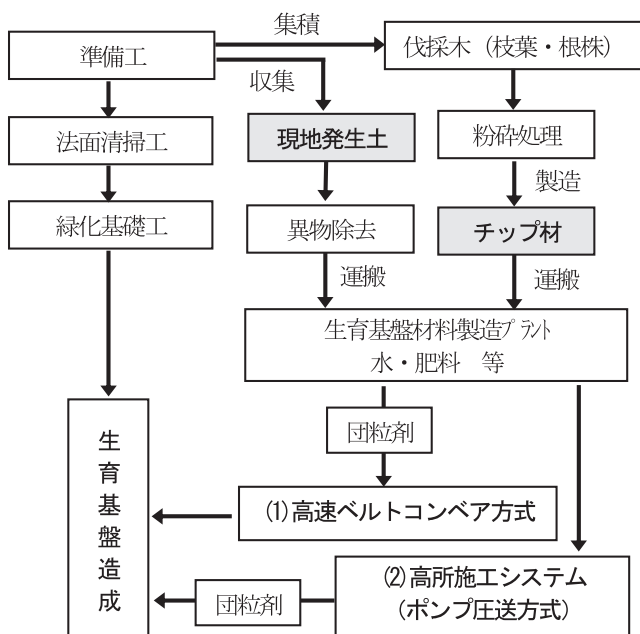 準備工
集積
伐採木（枝葉・根株）
収集
法面清掃工
現地発生土
粉砕処理
製造
緑化基礎工
異物除去
チップ材
運搬
運搬
生育基盤材料製造プラント
水・肥料　等
団粒剤
生育基盤造成
(1)高速ベルトコンベア方式
(2)高所施工システム
(ポンプ圧送方式)
団粒剤